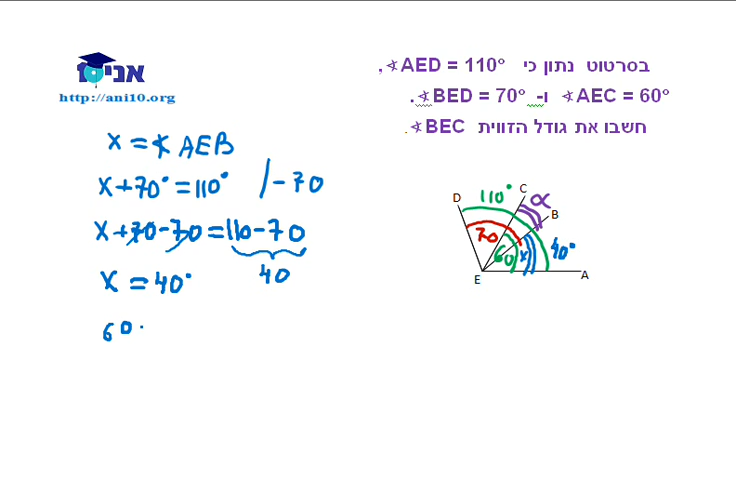 אני10
http://ani10.org
בסרטוט נתון כי ∢AED = 110°,
∢AEC = 60° ו- ∢BED = 70°.
חשבו את גודל הזווית ∢BEC.
x = ∢ AEB
x+70° = 110° /-70
x+70-70 = 110-70
40
x = 40°
60.
D 110° C α
B
70
60 x 40°
E A